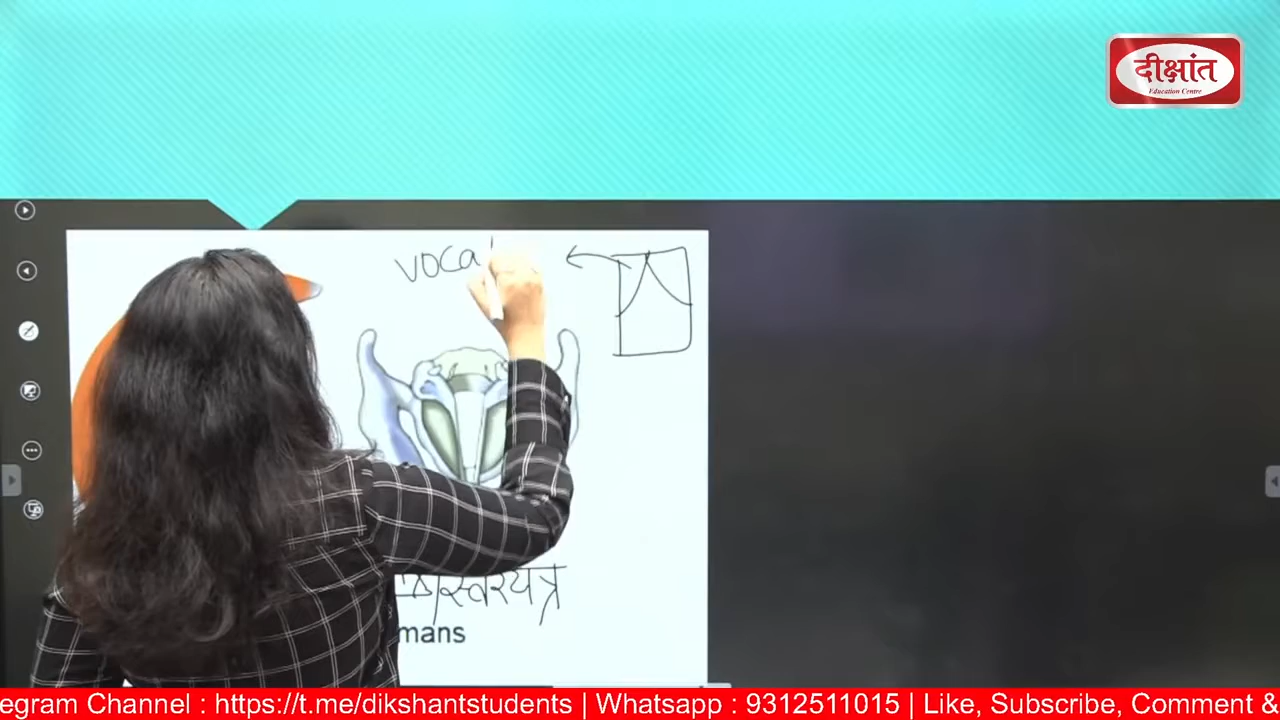 दीक्षांत
Education Centre
voca
स्वरयंत्र
mans
egram Channel : https://t.me/dikshantstudents | Whatsapp : 9312511015 | Like, Subscribe, Comment &